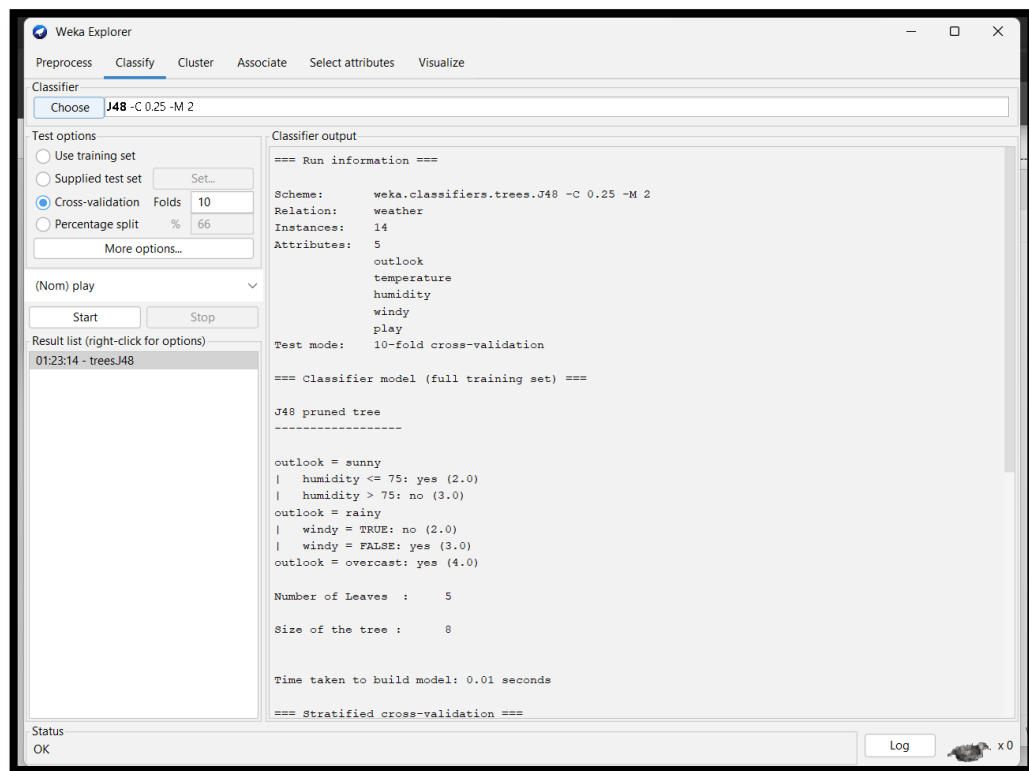 Weka Explorer
Preprocess Classify Cluster Associate Select attributes Visualize
Classifier
Choose J48 -C 0.25 -M 2
Test options
Use training set
Supplied test set Set...
Cross-validation Folds 10
Percentage split % 66
More options...
(Nom) play
Start Stop
Result list (right-click for options)
01:23:14 - trees.J48
Classifier output
=== Run information ===
Scheme: weka.classifiers.trees.J48 -C 0.25 -M 2
Relation: weather
Instances: 14
Attributes: 5
outlook
temperature
humidity
windy
play
Test mode: 10-fold cross-validation
=== Classifier model (full training set) ===
J48 pruned tree
------------------
outlook = sunny
| humidity <= 75: yes (2.0)
| humidity > 75: no (3.0)
outlook = rainy
| windy = TRUE: no (2.0)
| windy = FALSE: yes (3.0)
outlook = overcast: yes (4.0)
Number of Leaves : 5
Size of the tree : 8
Time taken to build model: 0.01 seconds
=== Stratified cross-validation ===
Status
OK
Log
x 0